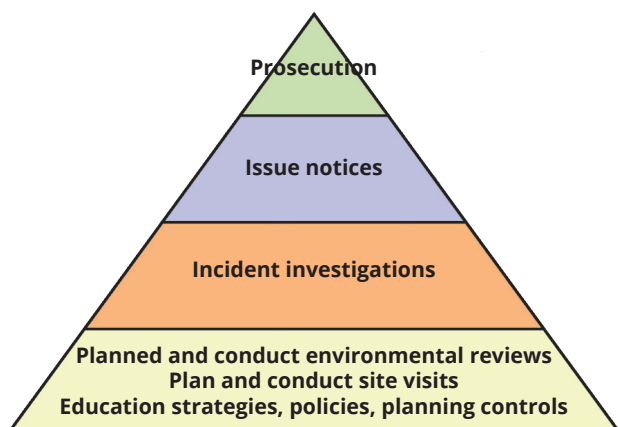 Prosecution
Issue notices
Incident investigations
Planned and conduct environmental reviews
Plan and conduct site visits
Education strategies, policies, planning controls